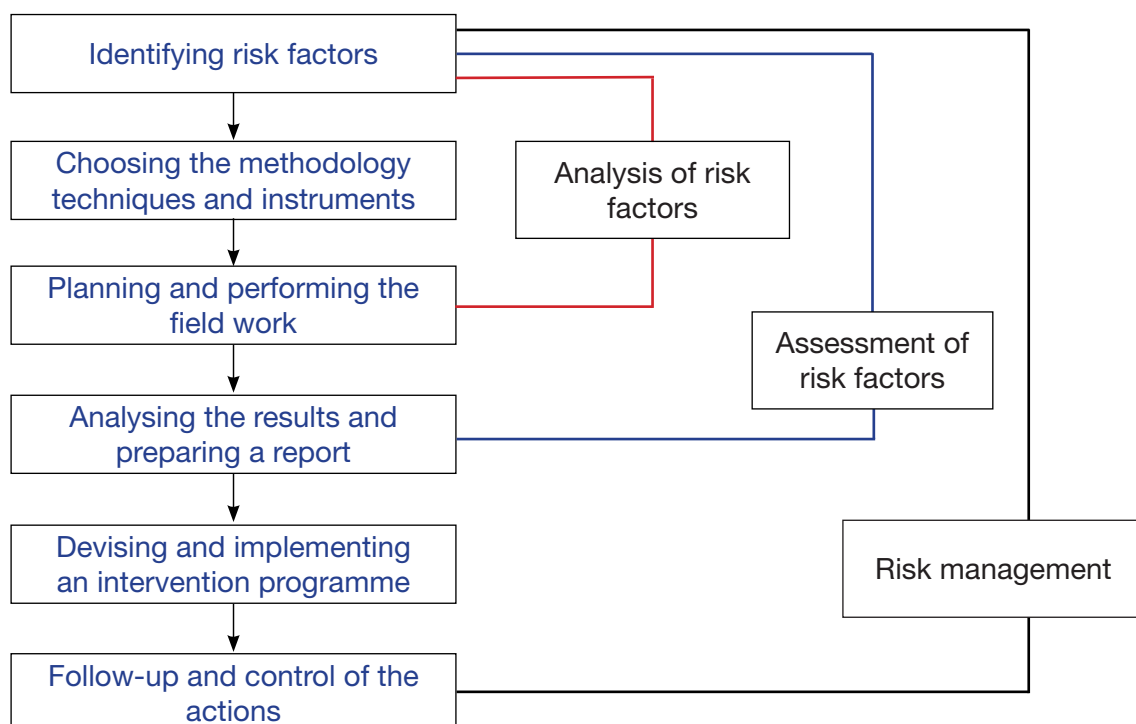 Identifying risk factors
Choosing the methodology
techniques and instruments
Planning and performing the
field work
Analysing the results and
preparing a report
Devising and implementing
an intervention programme
Follow-up and control of the
actions
Analysis of risk
factors
Assessment of
risk factors
Risk management